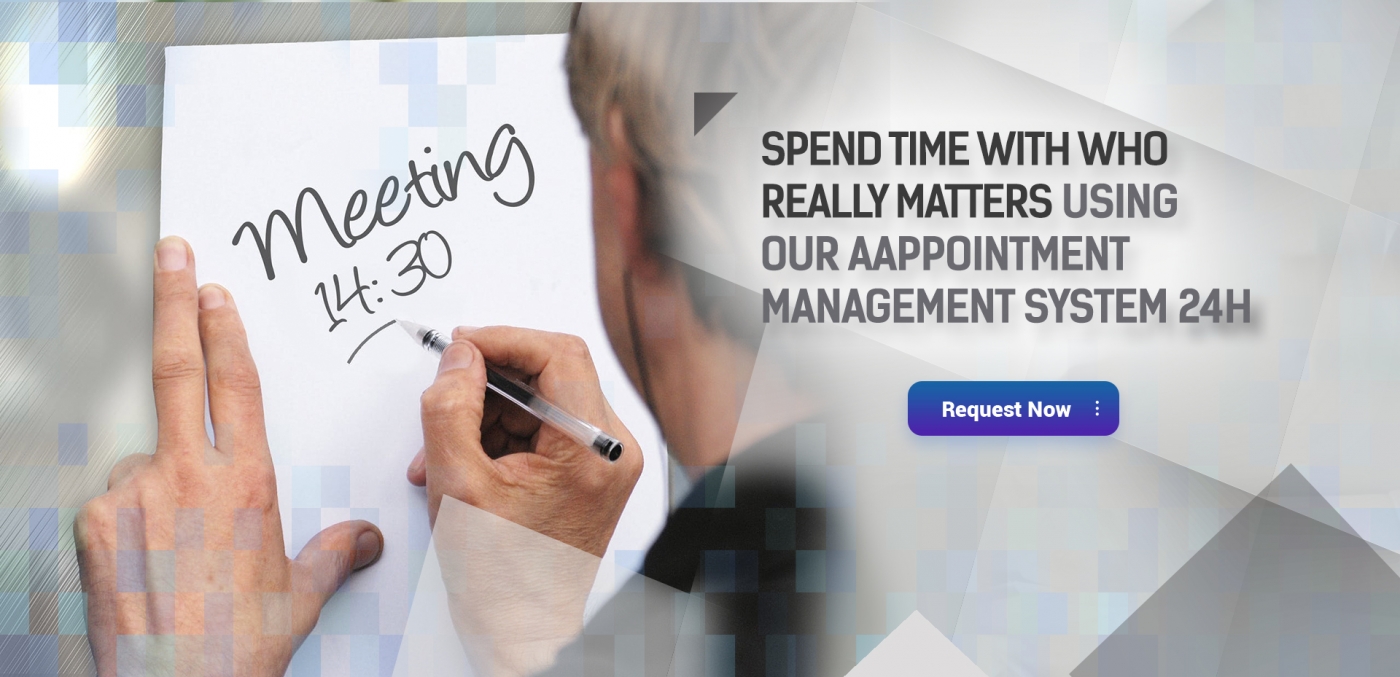 Meeting
14:30
SPEND TIME WITH WHO
REALLY MATTERS USING
OUR AAPPOINTMENT
MANAGEMENT SYSTEM 24H
Request Now